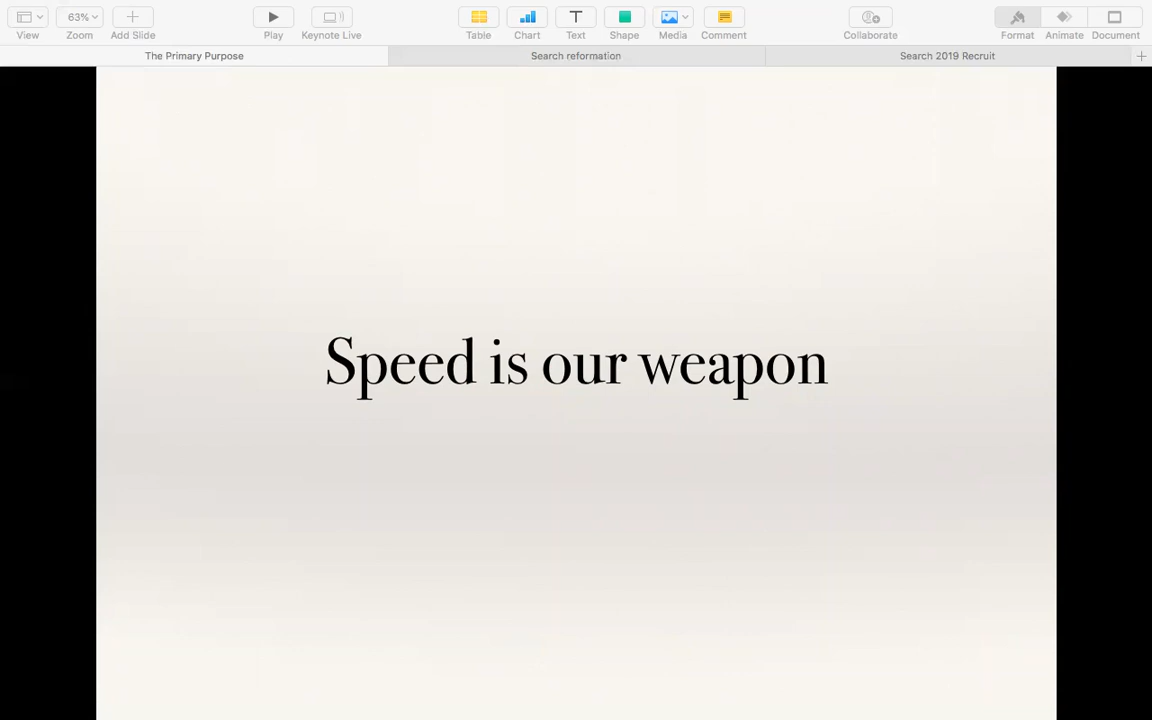 63%
View
Zoom
Add Slide
Play
Keynote Live
Table
Chart
Text
Shape
Media
Comment
Collaborate
Format
Animate
Document
The Primary Purpose
Search reformation
Search 2019 Recruit
Speed is our weapon